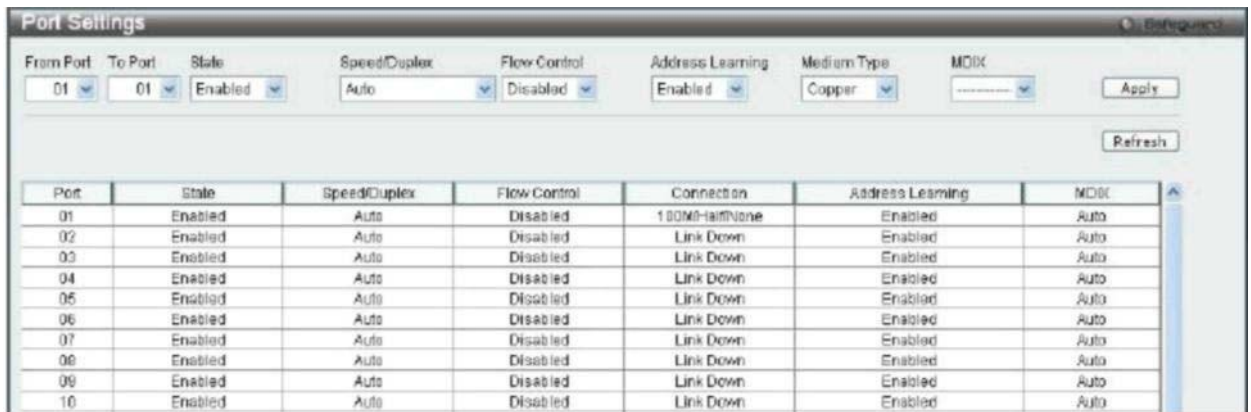 Port Settings
Safeguard
From Port To Port State Speed/Duplex Flow Control Address Learning Medium Type MDIX
01 01 Enabled Auto Disabled Enabled Copper ----------- Apply
Refresh
Port State Speed/Duplex Flow Control Connection Address Learning MDIX
01 Enabled Auto Disabled 100M/Half/None Enabled Auto
02 Enabled Auto Disabled Link Down Enabled Auto
03 Enabled Auto Disabled Link Down Enabled Auto
04 Enabled Auto Disabled Link Down Enabled Auto
05 Enabled Auto Disabled Link Down Enabled Auto
06 Enabled Auto Disabled Link Down Enabled Auto
07 Enabled Auto Disabled Link Down Enabled Auto
08 Enabled Auto Disabled Link Down Enabled Auto
09 Enabled Auto Disabled Link Down Enabled Auto
10 Enabled Auto Disabled Link Down Enabled Auto